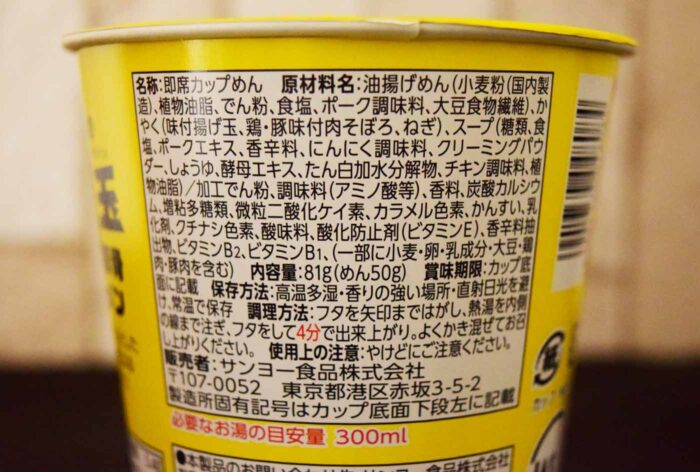 名称:即席カップめん 原材料名:油揚げめん(小麦粉(国内製
造)、植物油脂、でん粉、食塩、ポーク調味料、大豆食物繊維)、か
やく(味付揚げ玉、鶏・豚味付肉そぼろ、ねぎ)、スープ(糖類、食
塩、ポークエキス、香辛料、にんにく調味料、クリーミングパウ
ダー、しょうゆ、酵母エキス、たん白加水分解物、チキン調味料、植
物油脂)/加工でん粉、調味料(アミノ酸等)、香料、炭酸カルシウ
ム、増粘多糖類、微粒二酸化ケイ素、カラメル色素、かんすい、乳
化剤、クチナシ色素、酸味料、酸化防止剤(ビタミンE)、香辛料抽
出物、ビタミンB2、ビタミンB1、(一部に小麦・卵・乳成分・大豆・鶏
肉・豚肉を含む) 内容量:81g(めん50g) 賞味期限:カップ底
面に記載 保存方法:高温多湿・香りの強い場所・直射日光を避
け、常温で保存 調理方法:フタを矢印まではがし、熱湯を内側
の線まで注ぎ、フタをして4分で出来上がり。よくかき混ぜてお召
し上がりください。 使用上の注意:やけどにご注意ください。
販売者:サンヨー食品株式会社
〒107-0052 東京都港区赤坂3-5-2
製造所固有記号はカップ底面下段左に記載
必要なお湯の目安量 300ml
玉